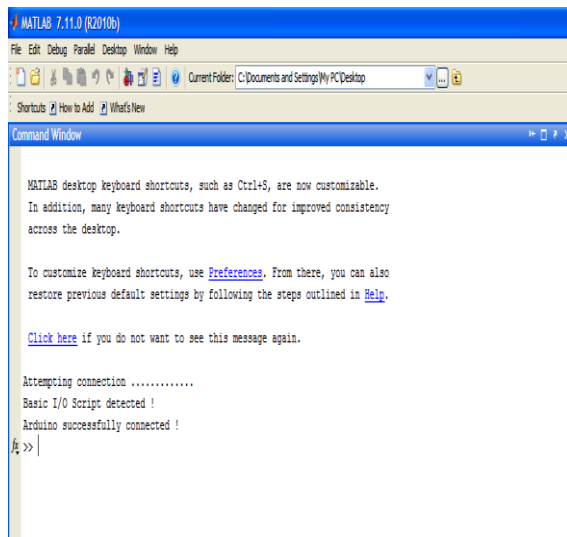 MATLAB 7.11.0 (R2010b)
File Edit Debug Parallel Desktop Window Help
Current Folder: C:\Documents and Settings\My PC\Desktop
Shortcuts How to Add What's New
Command Window
MATLAB desktop keyboard shortcuts, such as Ctrl+S, are now customizable.
In addition, many keyboard shortcuts have changed for improved consistency
across the desktop.
To customize keyboard shortcuts, use Preferences. From there, you can also
restore previous default settings by following the steps outlined in Help.
Click here if you do not want to see this message again.
Attempting connection .............
Basic I/O Script detected !
Arduino successfully connected !
fx >>